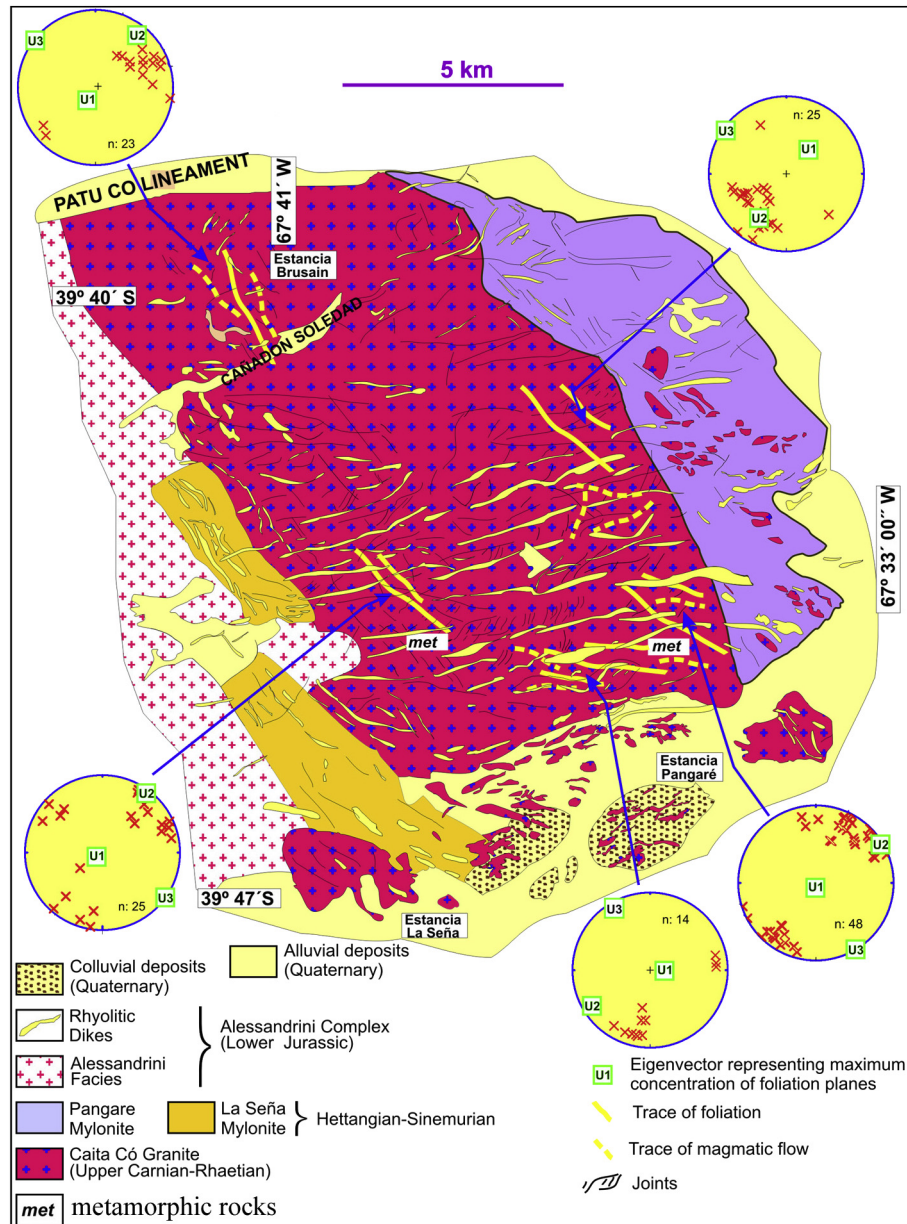 U3
U2
U1
n: 23
5 km
n: 25
U3
U1
U2
PATU CO LINEAMENT
67º 41´ W
Estancia
Brusain
39º 40´ S
CAÑADON SOLEDAD
67º 33´ 00´´ W
met
met
Estancia
Pangaré
U2
U1
U3
n: 25
39º 47´S
Estancia
La Seña
U3
n: 14
U1
U2
U2
U1
n: 48
U3
Colluvial deposits
(Quaternary)
Alluvial deposits
(Quaternary)
Rhyolitic
Dikes
Alessandrini
Facies
Alessandrini Complex
(Lower Jurassic)
Pangare
Mylonite
La Seña
Mylonite
Hettangian-Sinemurian
Caita Có Granite
(Upper Carnian-Rhaetian)
met metamorphic rocks
U1 Eigenvector representing maximum
concentration of foliation planes
Trace of foliation
Trace of magmatic flow
Joints